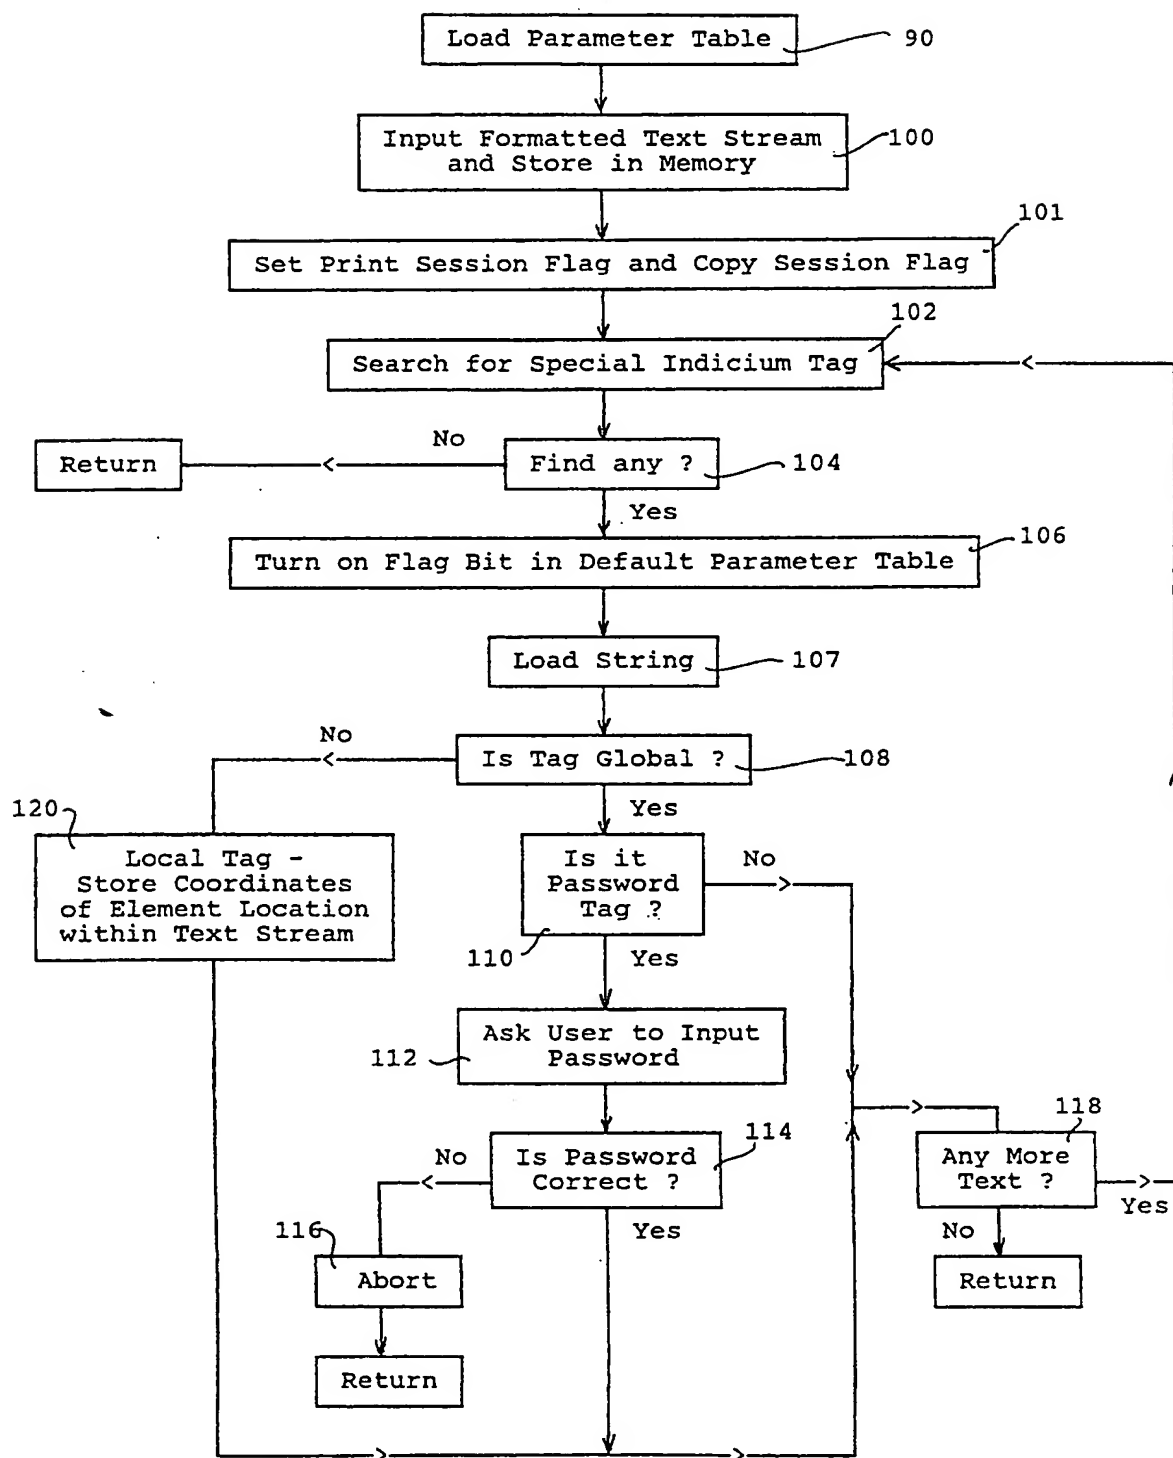 Load Parameter Table
90
Input Formatted Text Stream
and Store in Memory
100
101
Set Print Session Flag and Copy Session Flag
102
Search for Special Indicium Tag
No
Return
Find any ?
104
Yes
106
Turn on Flag Bit in Default Parameter Table
Load String
107
No
Is Tag Global ?
108
Yes
120
Local Tag -
Store Coordinates
of Element Location
within Text Stream
Is it
Password
Tag ?
No
110
Yes
Ask User to Input
Password
112
114
No
Is Password
Correct ?
Yes
118
Any More
Text ?
Yes
No
Return
116
Abort
Return